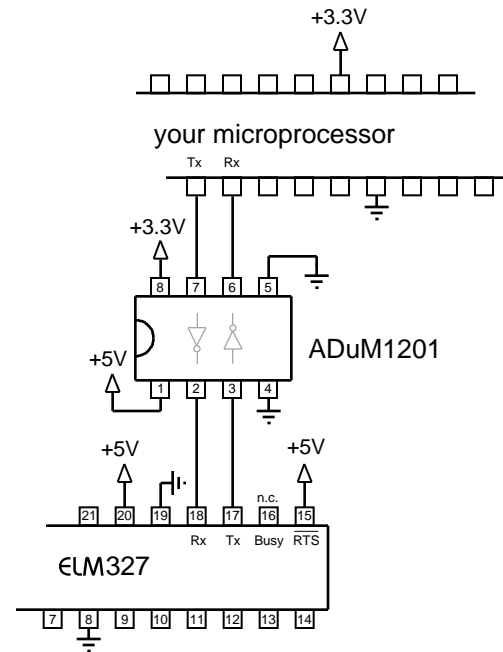 +3.3V
your microprocessor
Tx Rx
+3.3V
8 7 6 5
ADuM1201
+5V
1 2 3 4
+5V +5V
n.c.
21 20 19 18 17 16 15
Rx Tx Busy RTS
ELM327
7 8 9 10 11 12 13 14